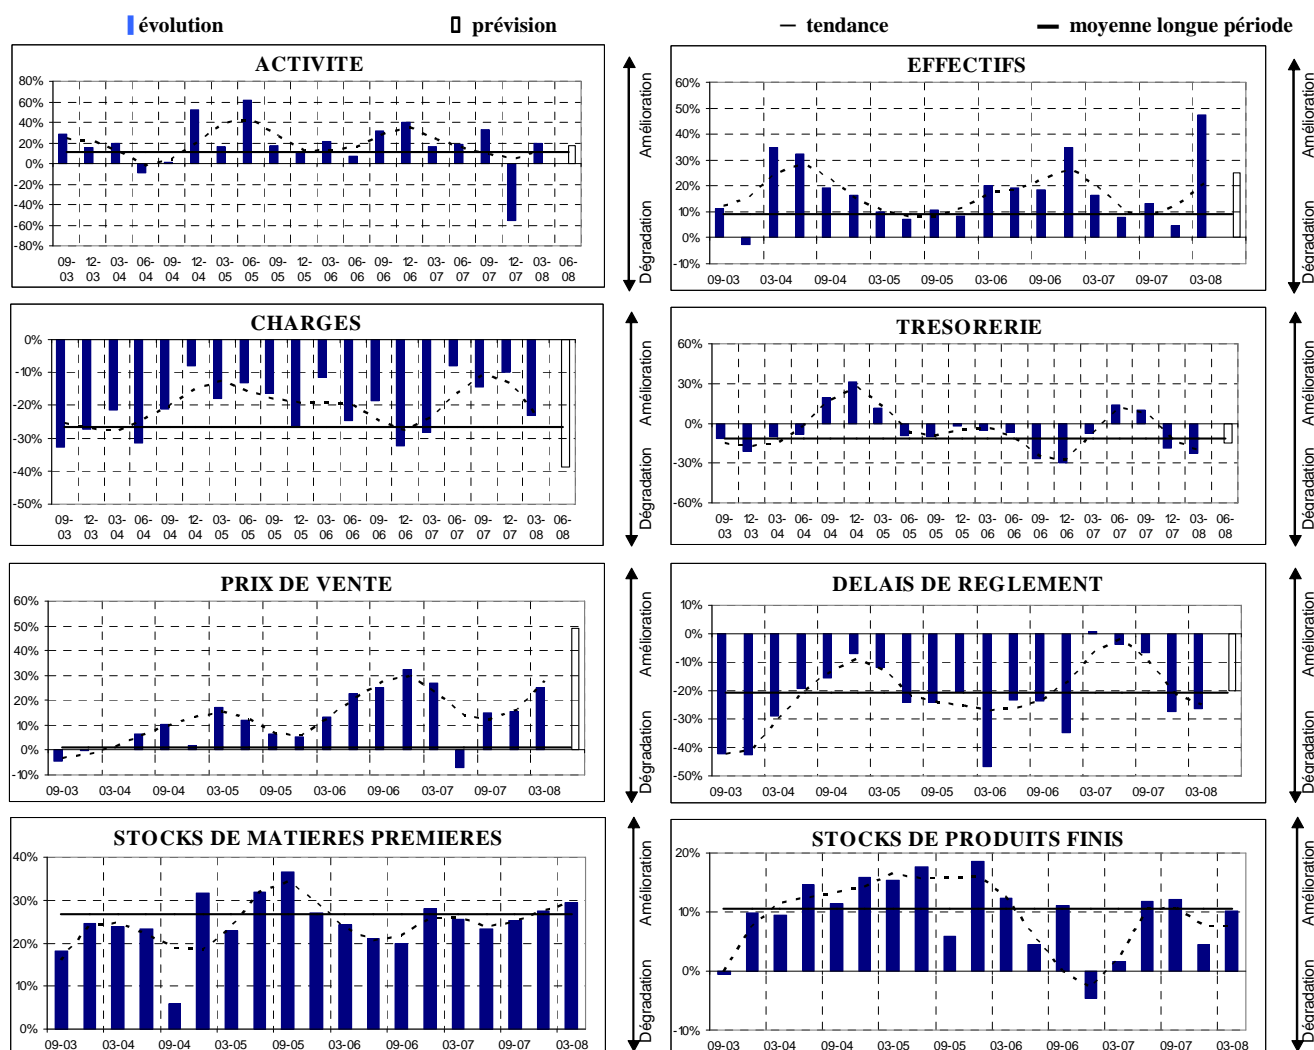 évolution prévision tendance moyenne longue période
ACTIVITE
80%
60%
40%
20%
0%
-20%
-40%
-60%
-80%
09- 12- 03- 06- 09- 12- 03- 06- 09- 12- 03- 06- 09- 12- 03- 06- 09- 12- 03- 06-
03 03 04 04 04 04 05 05 05 05 06 06 06 06 07 07 07 07 08 08
Amélioration
Dégradation
EFFECTIFS
60%
50%
40%
30%
20%
10%
0%
-10%
09-03 03-04 09-04 03-05 09-05 03-06 09-06 03-07 09-07 03-08
Amélioration
Dégradation
CHARGES
0%
-10%
-20%
-30%
-40%
-50%
09- 12- 03- 06- 09- 12- 03- 06- 09- 12- 03- 06- 09- 12- 03- 06- 09- 12- 03- 06-
03 03 04 04 04 04 05 05 05 05 06 06 06 06 07 07 07 07 08 08
Amélioration
Dégradation
TRESORERIE
60%
30%
0%
-30%
-60%
09- 12- 03- 06- 09- 12- 03- 06- 09- 12- 03- 06- 09- 12- 03- 06- 09- 12- 03- 06-
03 03 04 04 04 04 05 05 05 05 06 06 06 06 07 07 07 07 08 08
Amélioration
Dégradation
PRIX DE VENTE
60%
50%
40%
30%
20%
10%
0%
-10%
09-03 03-04 09-04 03-05 09-05 03-06 09-06 03-07 09-07 03-08
Amélioration
Dégradation
DELAIS DE REGLEMENT
10%
0%
-10%
-20%
-30%
-40%
-50%
09-03 03-04 09-04 03-05 09-05 03-06 09-06 03-07 09-07 03-08
Amélioration
Dégradation
STOCKS DE MATIERES PREMIERES
40%
30%
20%
10%
0%
09-03 03-04 09-04 03-05 09-05 03-06 09-06 03-07 09-07 03-08
Amélioration
Dégradation
STOCKS DE PRODUITS FINIS
20%
10%
0%
-10%
09-03 03-04 09-04 03-05 09-05 03-06 09-06 03-07 09-07 03-08
Amélioration
Dégradation